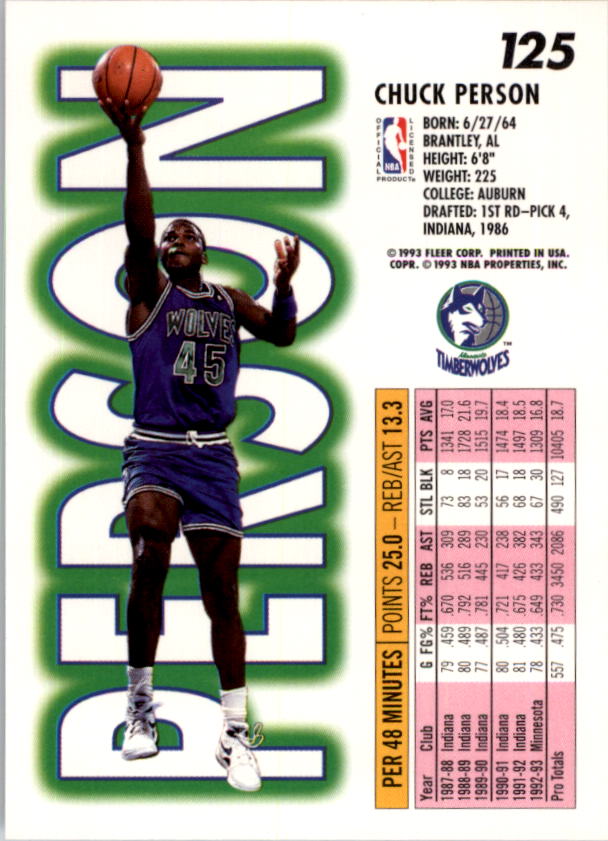 125
CHUCK PERSON
OFFICIAL LICENSED
NBA
PRODUCT®
BORN: 6/27/64
BRANTLEY, AL
HEIGHT: 6'8"
WEIGHT: 225
COLLEGE: AUBURN
DRAFTED: 1ST RD–PICK 4,
INDIANA, 1986
© 1993 FLEER CORP. PRINTED IN USA.
COPR. © 1993 NBA PROPERTIES, INC.
Minnesota
TIMBERWOLVES™
PERSON
WOLVES
45
PER 48 MINUTES | POINTS 25.0 – REB/AST 13.3
Year Club G FG% FT% REB AST STL BLK PTS AVG
1987-88 Indiana 79 .459 .670 536 309 73 8 1341 17.0
1988-89 Indiana 80 .489 .792 516 289 83 18 1728 21.6
1989-90 Indiana 77 .487 .781 445 230 53 20 1515 19.7
1990-91 Indiana 80 .504 .721 417 238 56 17 1474 18.4
1991-92 Indiana 81 .480 .675 426 382 68 18 1497 18.5
1992-93 Minnesota 78 .433 .649 433 343 67 30 1309 16.8
Pro Totals 557 .475 .730 3450 2086 490 127 10405 18.7